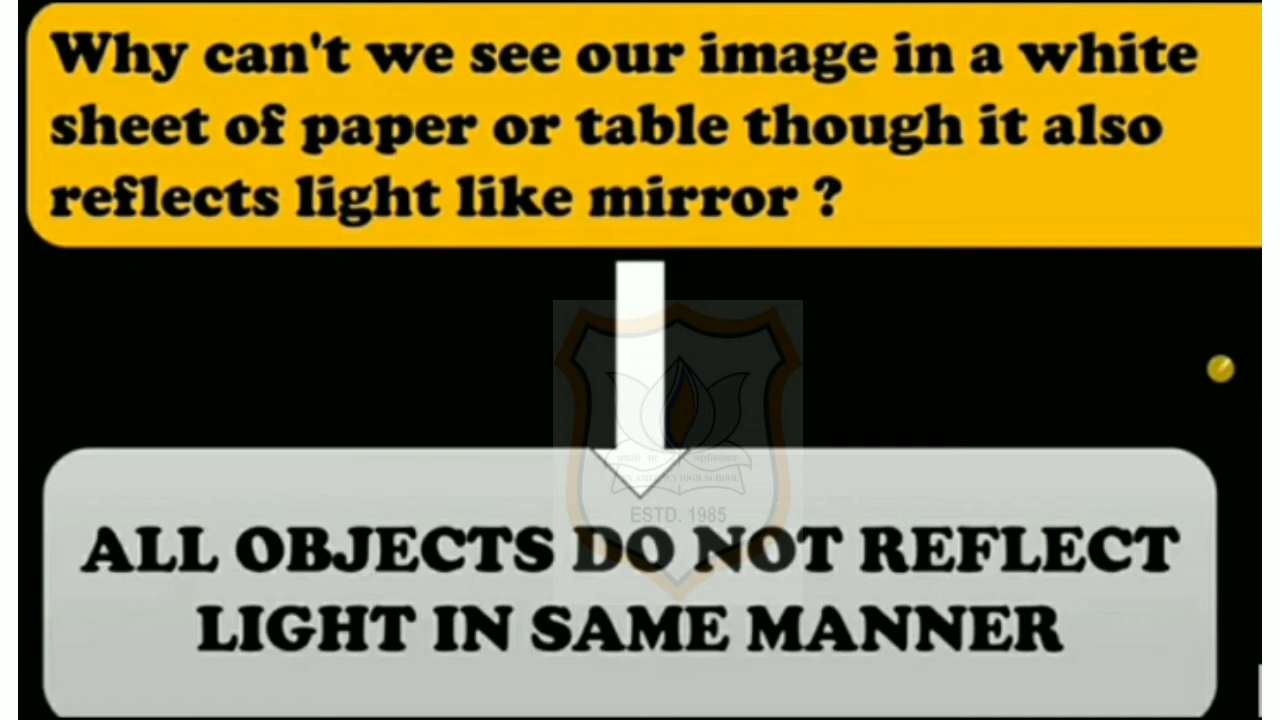 Why can't we see our image in a white
sheet of paper or table though it also
reflects light like mirror ?
ESTD. 1985
ALL OBJECTS DO NOT REFLECT
LIGHT IN SAME MANNER